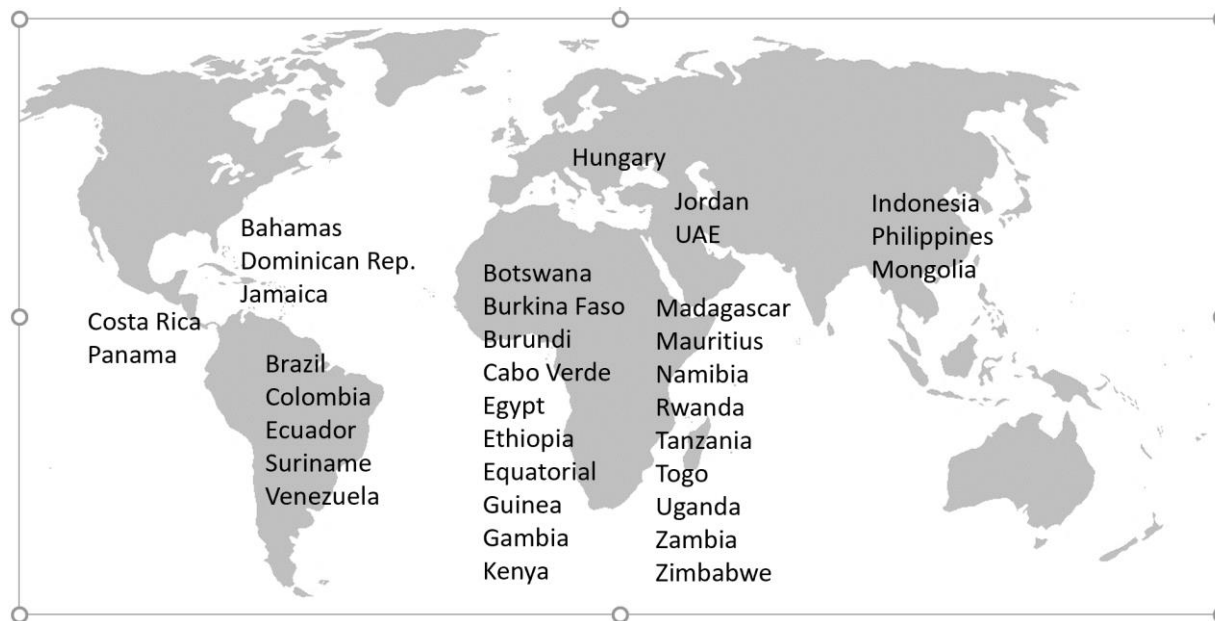 Hungary
Jordan
UAE
Indonesia
Philippines
Mongolia
Bahamas
Dominican Rep.
Jamaica
Costa Rica
Panama
Brazil
Colombia
Ecuador
Suriname
Venezuela
Botswana
Burkina Faso
Burundi
Cabo Verde
Egypt
Ethiopia
Equatorial
Guinea
Gambia
Kenya
Madagascar
Mauritius
Namibia
Rwanda
Tanzania
Togo
Uganda
Zambia
Zimbabwe